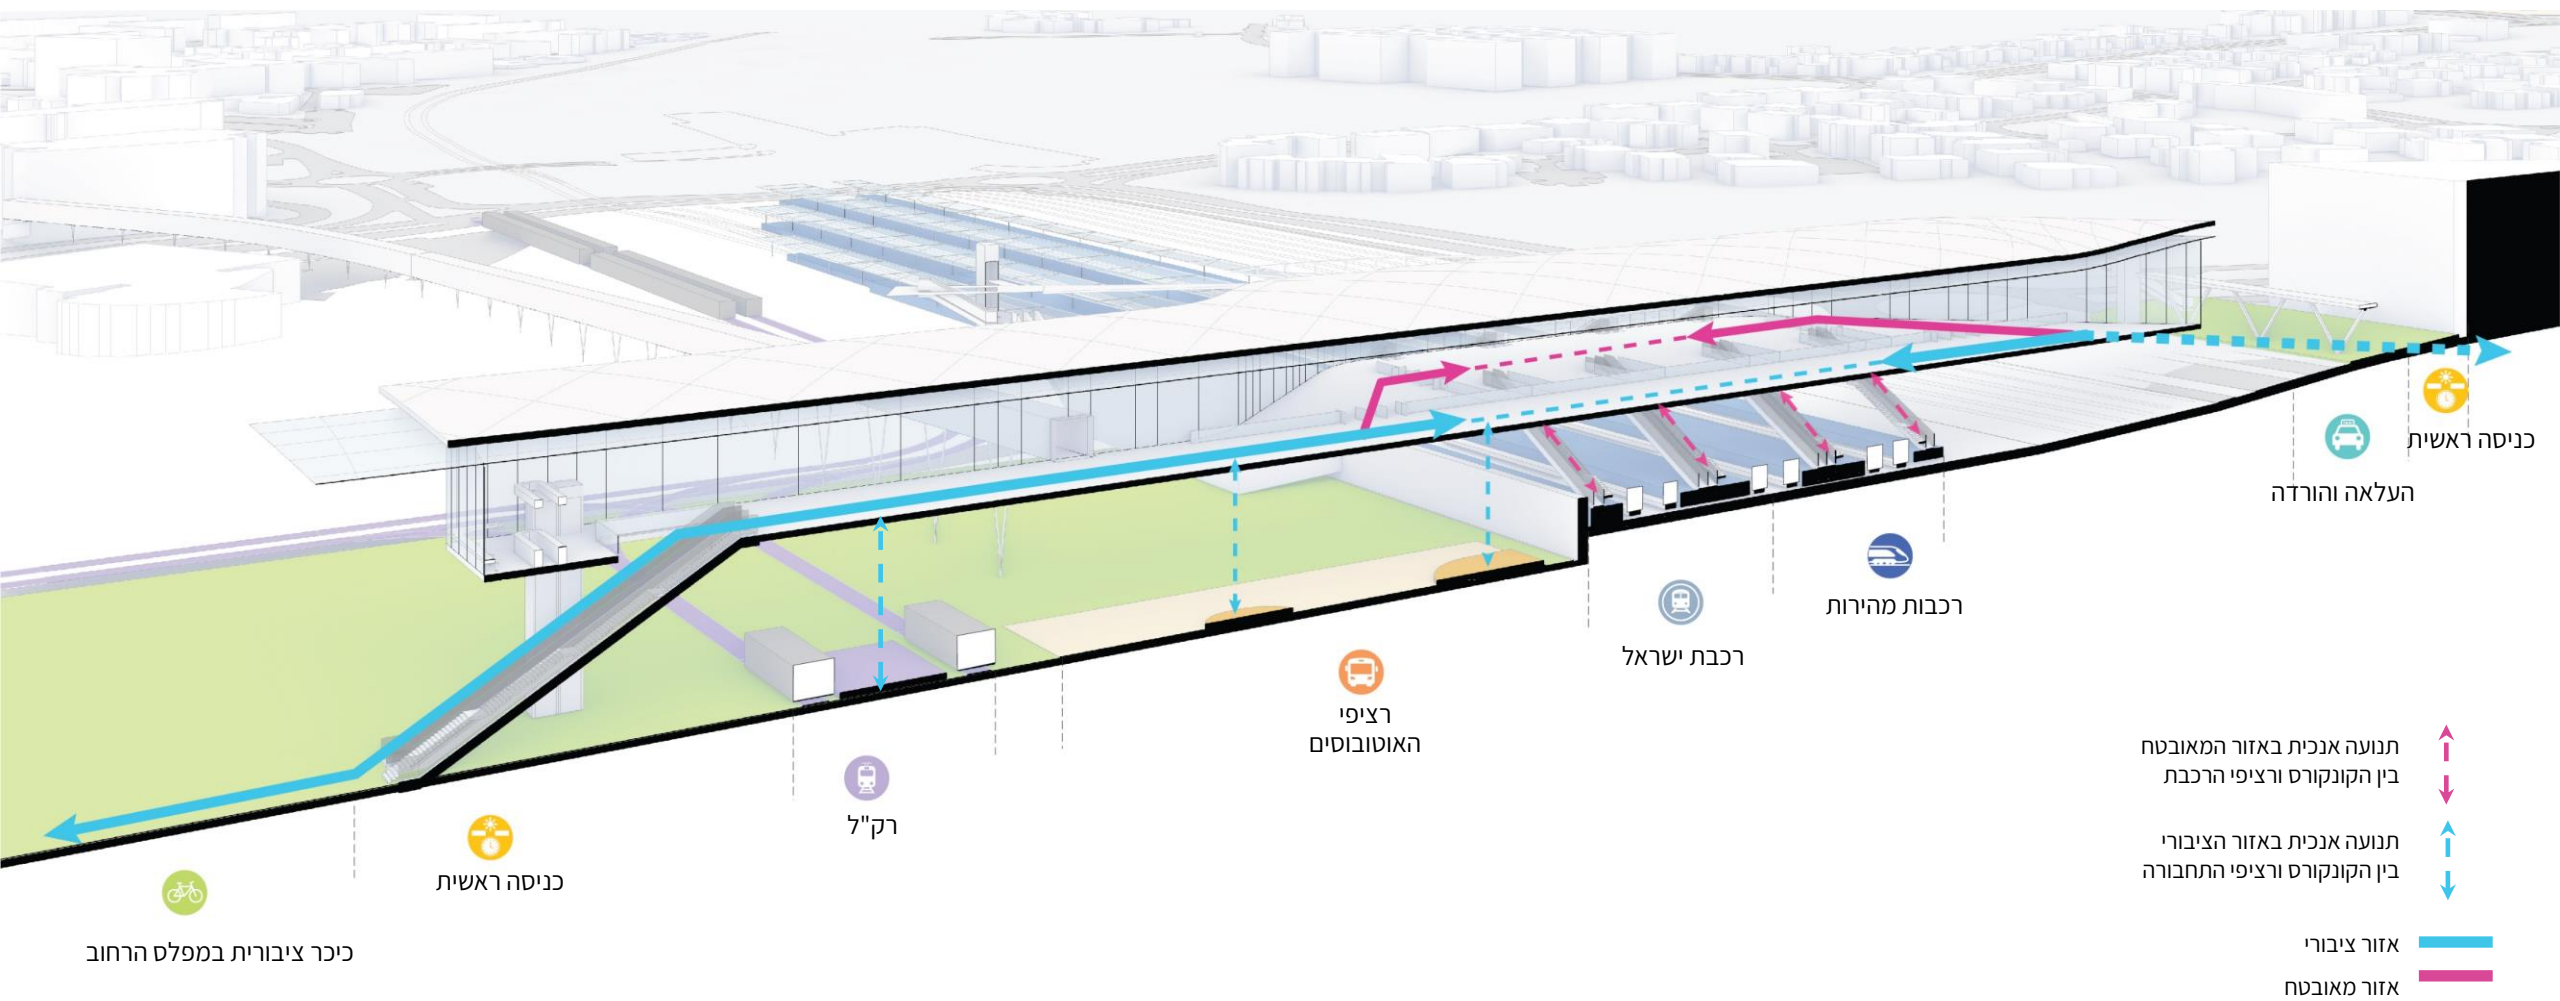 כניסה ראשית
העלאה והורדה
רכבות מהירות
רכבת ישראל
רציפי
האוטובוסים
רק"ל
כניסה ראשית
כיכר ציבורית במפלס הרחוב
תנועה אנכית באזור המאובטח
בין הקונקורס ורציפי הרכבת
תנועה אנכית באזור הציבורי
בין הקונקורס ורציפי התחבורה
אזור ציבורי
אזור מאובטח